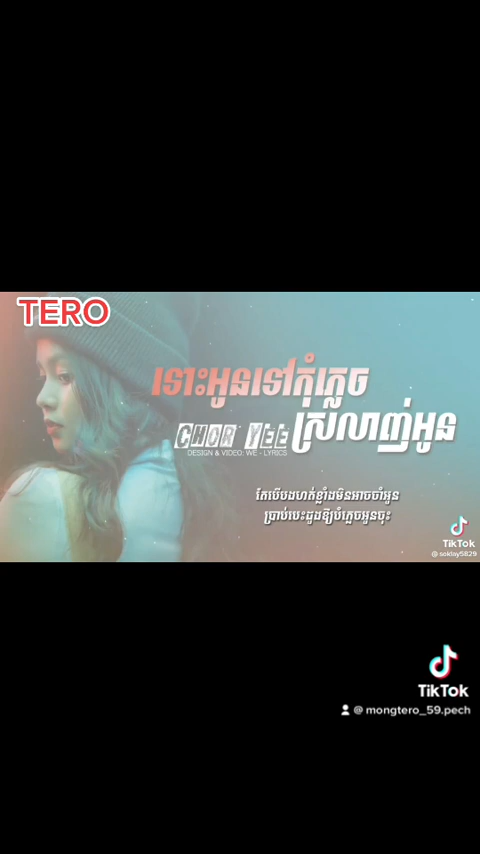 TERO
ទោះអូនទៅកុំភ្លេច
ស្រលាញ់អូន
CHOR YEE
DESIGN & VIDEO: WE - LYRICS
តែបើបងហត់ខ្លាំងមិនអាចចាំអូន
ប្រាប់បេះដូងឱ្យបំភ្លេចអូនចុះ
TikTok
@soklay5829
TikTok
@mongtero_59.pech